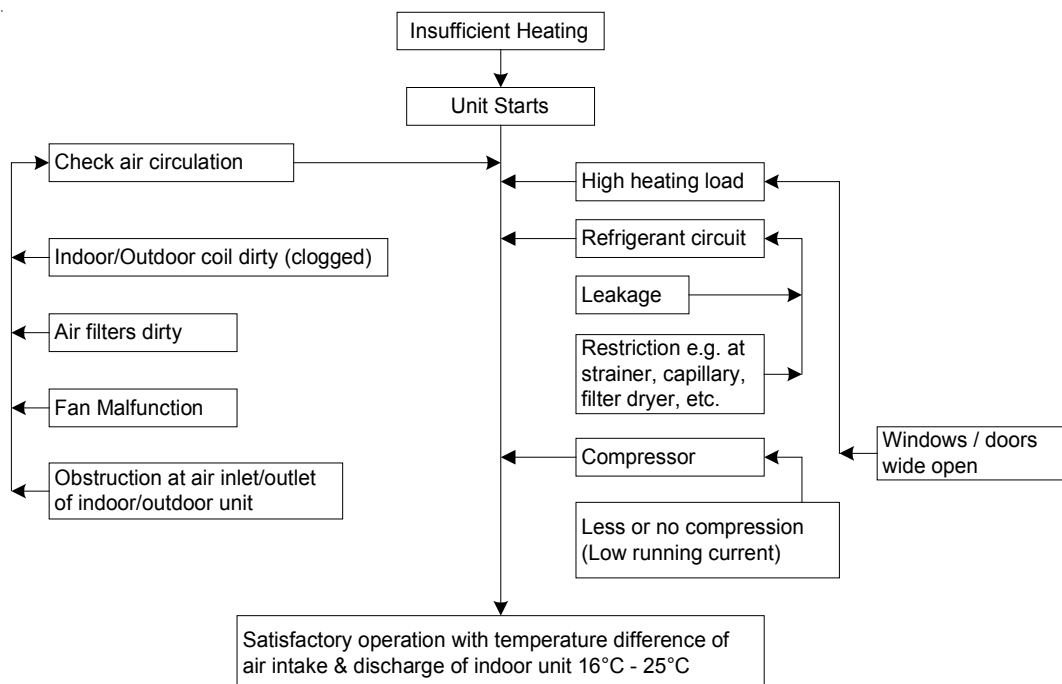 Insufficient Heating
Unit Starts
Check air circulation
Indoor/Outdoor coil dirty (clogged)
Air filters dirty
Fan Malfunction
Obstruction at air inlet/outlet
of indoor/outdoor unit
High heating load
Refrigerant circuit
Leakage
Restriction e.g. at
strainer, capillary,
filter dryer, etc.
Compressor
Less or no compression
(Low running current)
Windows / doors
wide open
Satisfactory operation with temperature difference of
air intake & discharge of indoor unit 16°C - 25°C